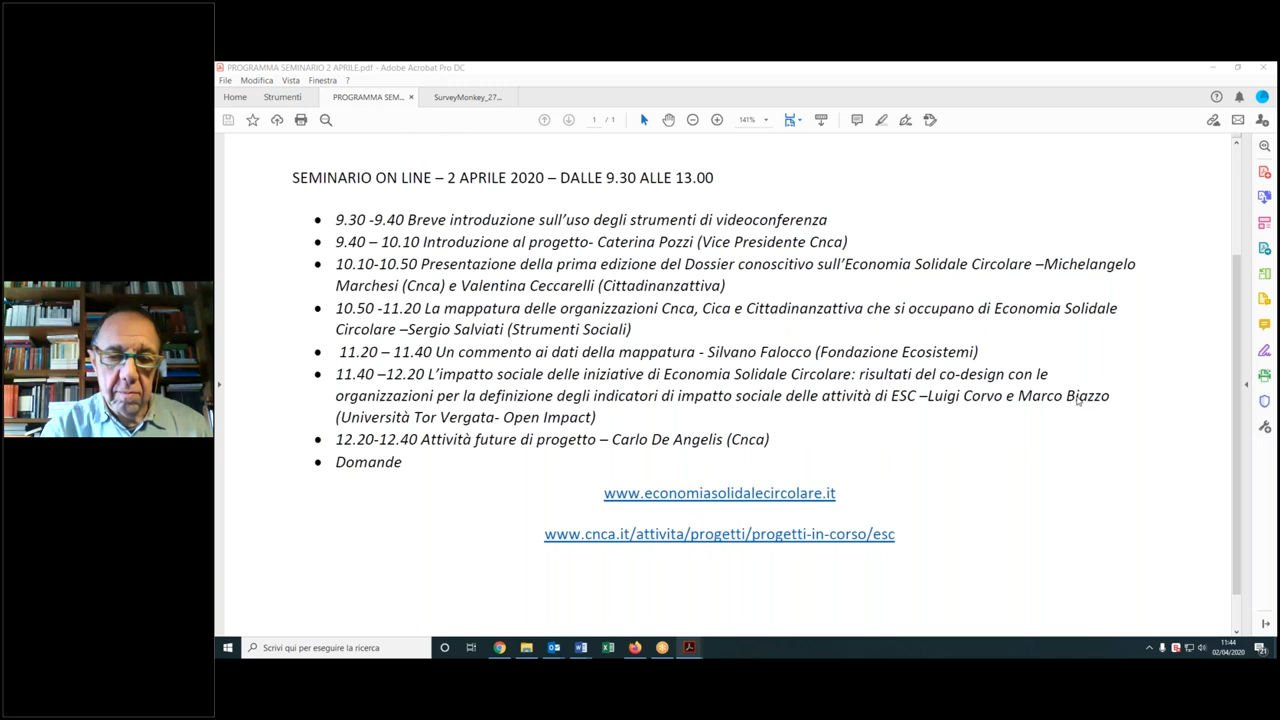 PROGRAMMA SEMINARIO 2 APRILE.pdf - Adobe Acrobat Pro DC
File Modifica Vista Finestra ?
Home Strumenti PROGRAMMA SEM... × SurveyMonkey_27...
1 / 1 141%
SEMINARIO ON LINE – 2 APRILE 2020 – DALLE 9.30 ALLE 13.00
• 9.30 -9.40 Breve introduzione sull’uso degli strumenti di videoconferenza
• 9.40 – 10.10 Introduzione al progetto- Caterina Pozzi (Vice Presidente Cnca)
• 10.10-10.50 Presentazione della prima edizione del Dossier conoscitivo sull’Economia Solidale Circolare –Michelangelo
Marchesi (Cnca) e Valentina Ceccarelli (Cittadinanzattiva)
• 10.50 -11.20 La mappatura delle organizzazioni Cnca, Cica e Cittadinanzattiva che si occupano di Economia Solidale
Circolare –Sergio Salviati (Strumenti Sociali)
• 11.20 – 11.40 Un commento ai dati della mappatura - Silvano Falocco (Fondazione Ecosistemi)
• 11.40 –12.20 L’impatto sociale delle iniziative di Economia Solidale Circolare: risultati del co-design con le
organizzazioni per la definizione degli indicatori di impatto sociale delle attività di ESC –Luigi Corvo e Marco Biazzo
(Università Tor Vergata- Open Impact)
• 12.20-12.40 Attività future di progetto – Carlo De Angelis (Cnca)
• Domande
www.economiasolidalecircolare.it
www.cnca.it/attivita/progetti/progetti-in-corso/esc
Scrivi qui per eseguire la ricerca
11:44
02/04/2020
21